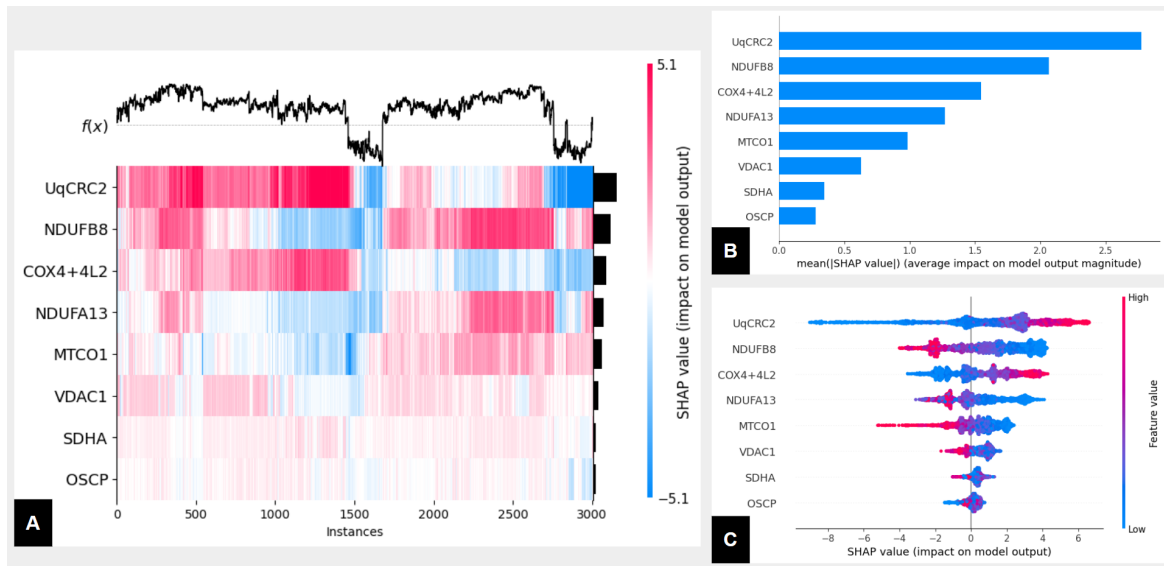 5.1
f(x)
UqCRC2
NDUFB8
COX4+4L2
NDUFA13
MTCO1
VDAC1
SDHA
OSCP
SHAP value (impact on model output)
−5.1
0
500
1000
1500
2000
2500
3000
Instances
A
UqCRC2
NDUFB8
COX4+4L2
NDUFA13
MTCO1
VDAC1
SDHA
OSCP
0.0
0.5
1.0
1.5
2.0
2.5
mean(|SHAP value|) (average impact on model output magnitude)
B
High
UqCRC2
NDUFB8
COX4+4L2
NDUFA13
MTCO1
VDAC1
SDHA
OSCP
Feature value
Low
−8
−6
−4
−2
0
2
4
6
SHAP value (impact on model output)
C